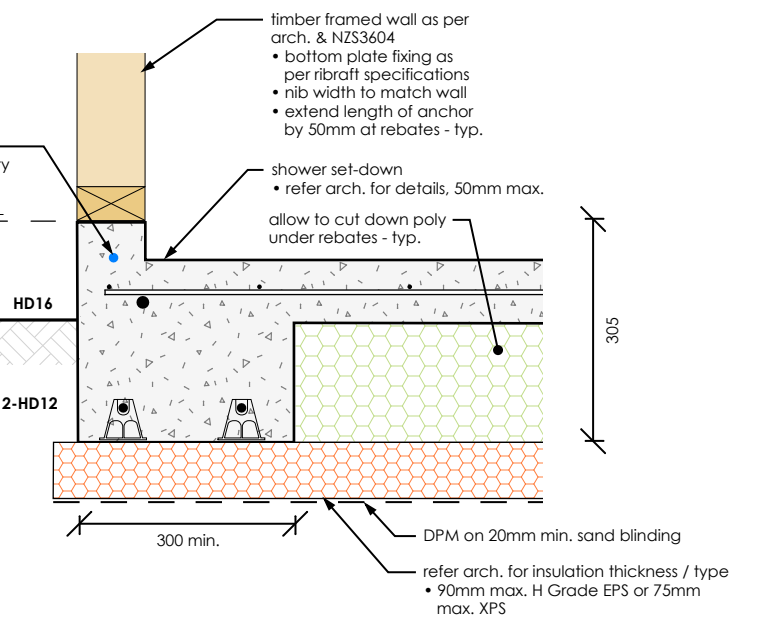 timber framed wall as per
arch. & NZS3604
• bottom plate fixing as
per ribraft specifications
• nib width to match wall
• extend length of anchor
by 50mm at rebates - typ.
y
shower set-down
• refer arch. for details, 50mm max.
allow to cut down poly
under rebates - typ.
HD16
305
2-HD12
300 min.
DPM on 20mm min. sand blinding
refer arch. for insulation thickness / type
• 90mm max. H Grade EPS or 75mm
max. XPS